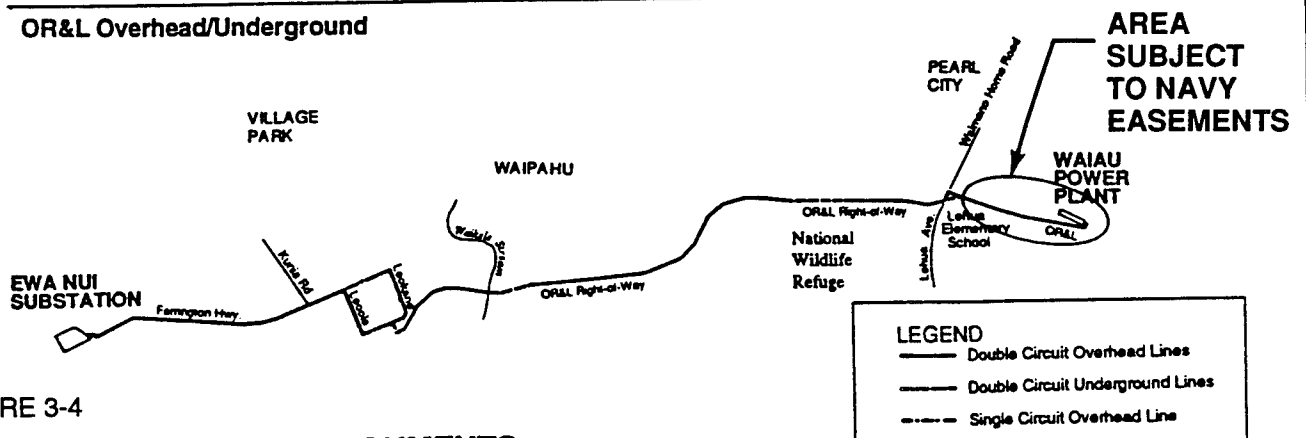 OR&L Overhead/Underground
AREA
SUBJECT
TO NAVY
EASEMENTS
PEARL
CITY
Waimano Home Road
VILLAGE
PARK
WAIPAHU
WAIAU
POWER
PLANT
OR&L Right-of-Way
Lehua
Elementary
School
OR&L
Lehua Ave.
National
Wildlife
Refuge
Kunia Rd
Leokane
Leoole
OR&L Right-of-Way
EWA NUI
SUBSTATION
Farrington Hwy.
LEGEND
Double Circuit Overhead Lines
Double Circuit Underground Lines
Single Circuit Overhead Line
RE 3-4